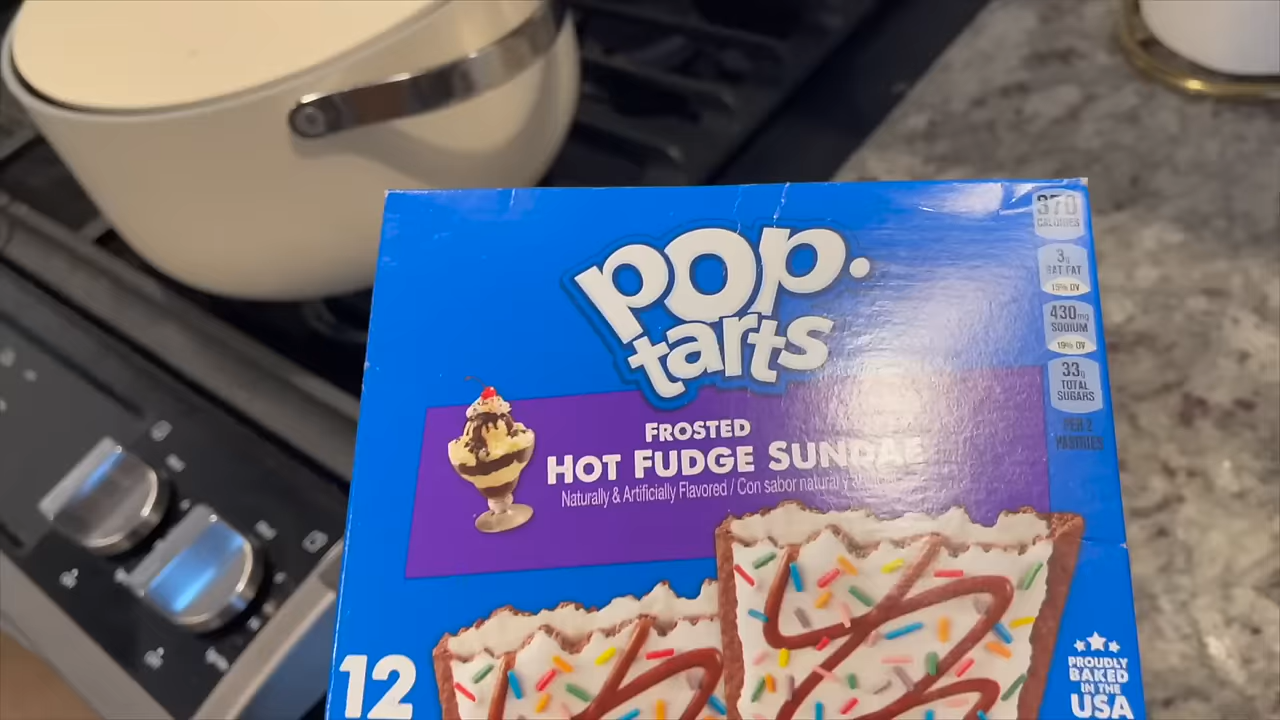 pop.
tarts
FROSTED
HOT FUDGE SUNDAE
Naturally & Artificially Flavored / Con sabor natural y
370
CALORIES
3g
SAT FAT
15% DV
430mg
SODIUM
19% DV
33g
TOTAL
SUGARS
PER 2
PASTRIES
12
PROUDLY
BAKED
IN THE
USA